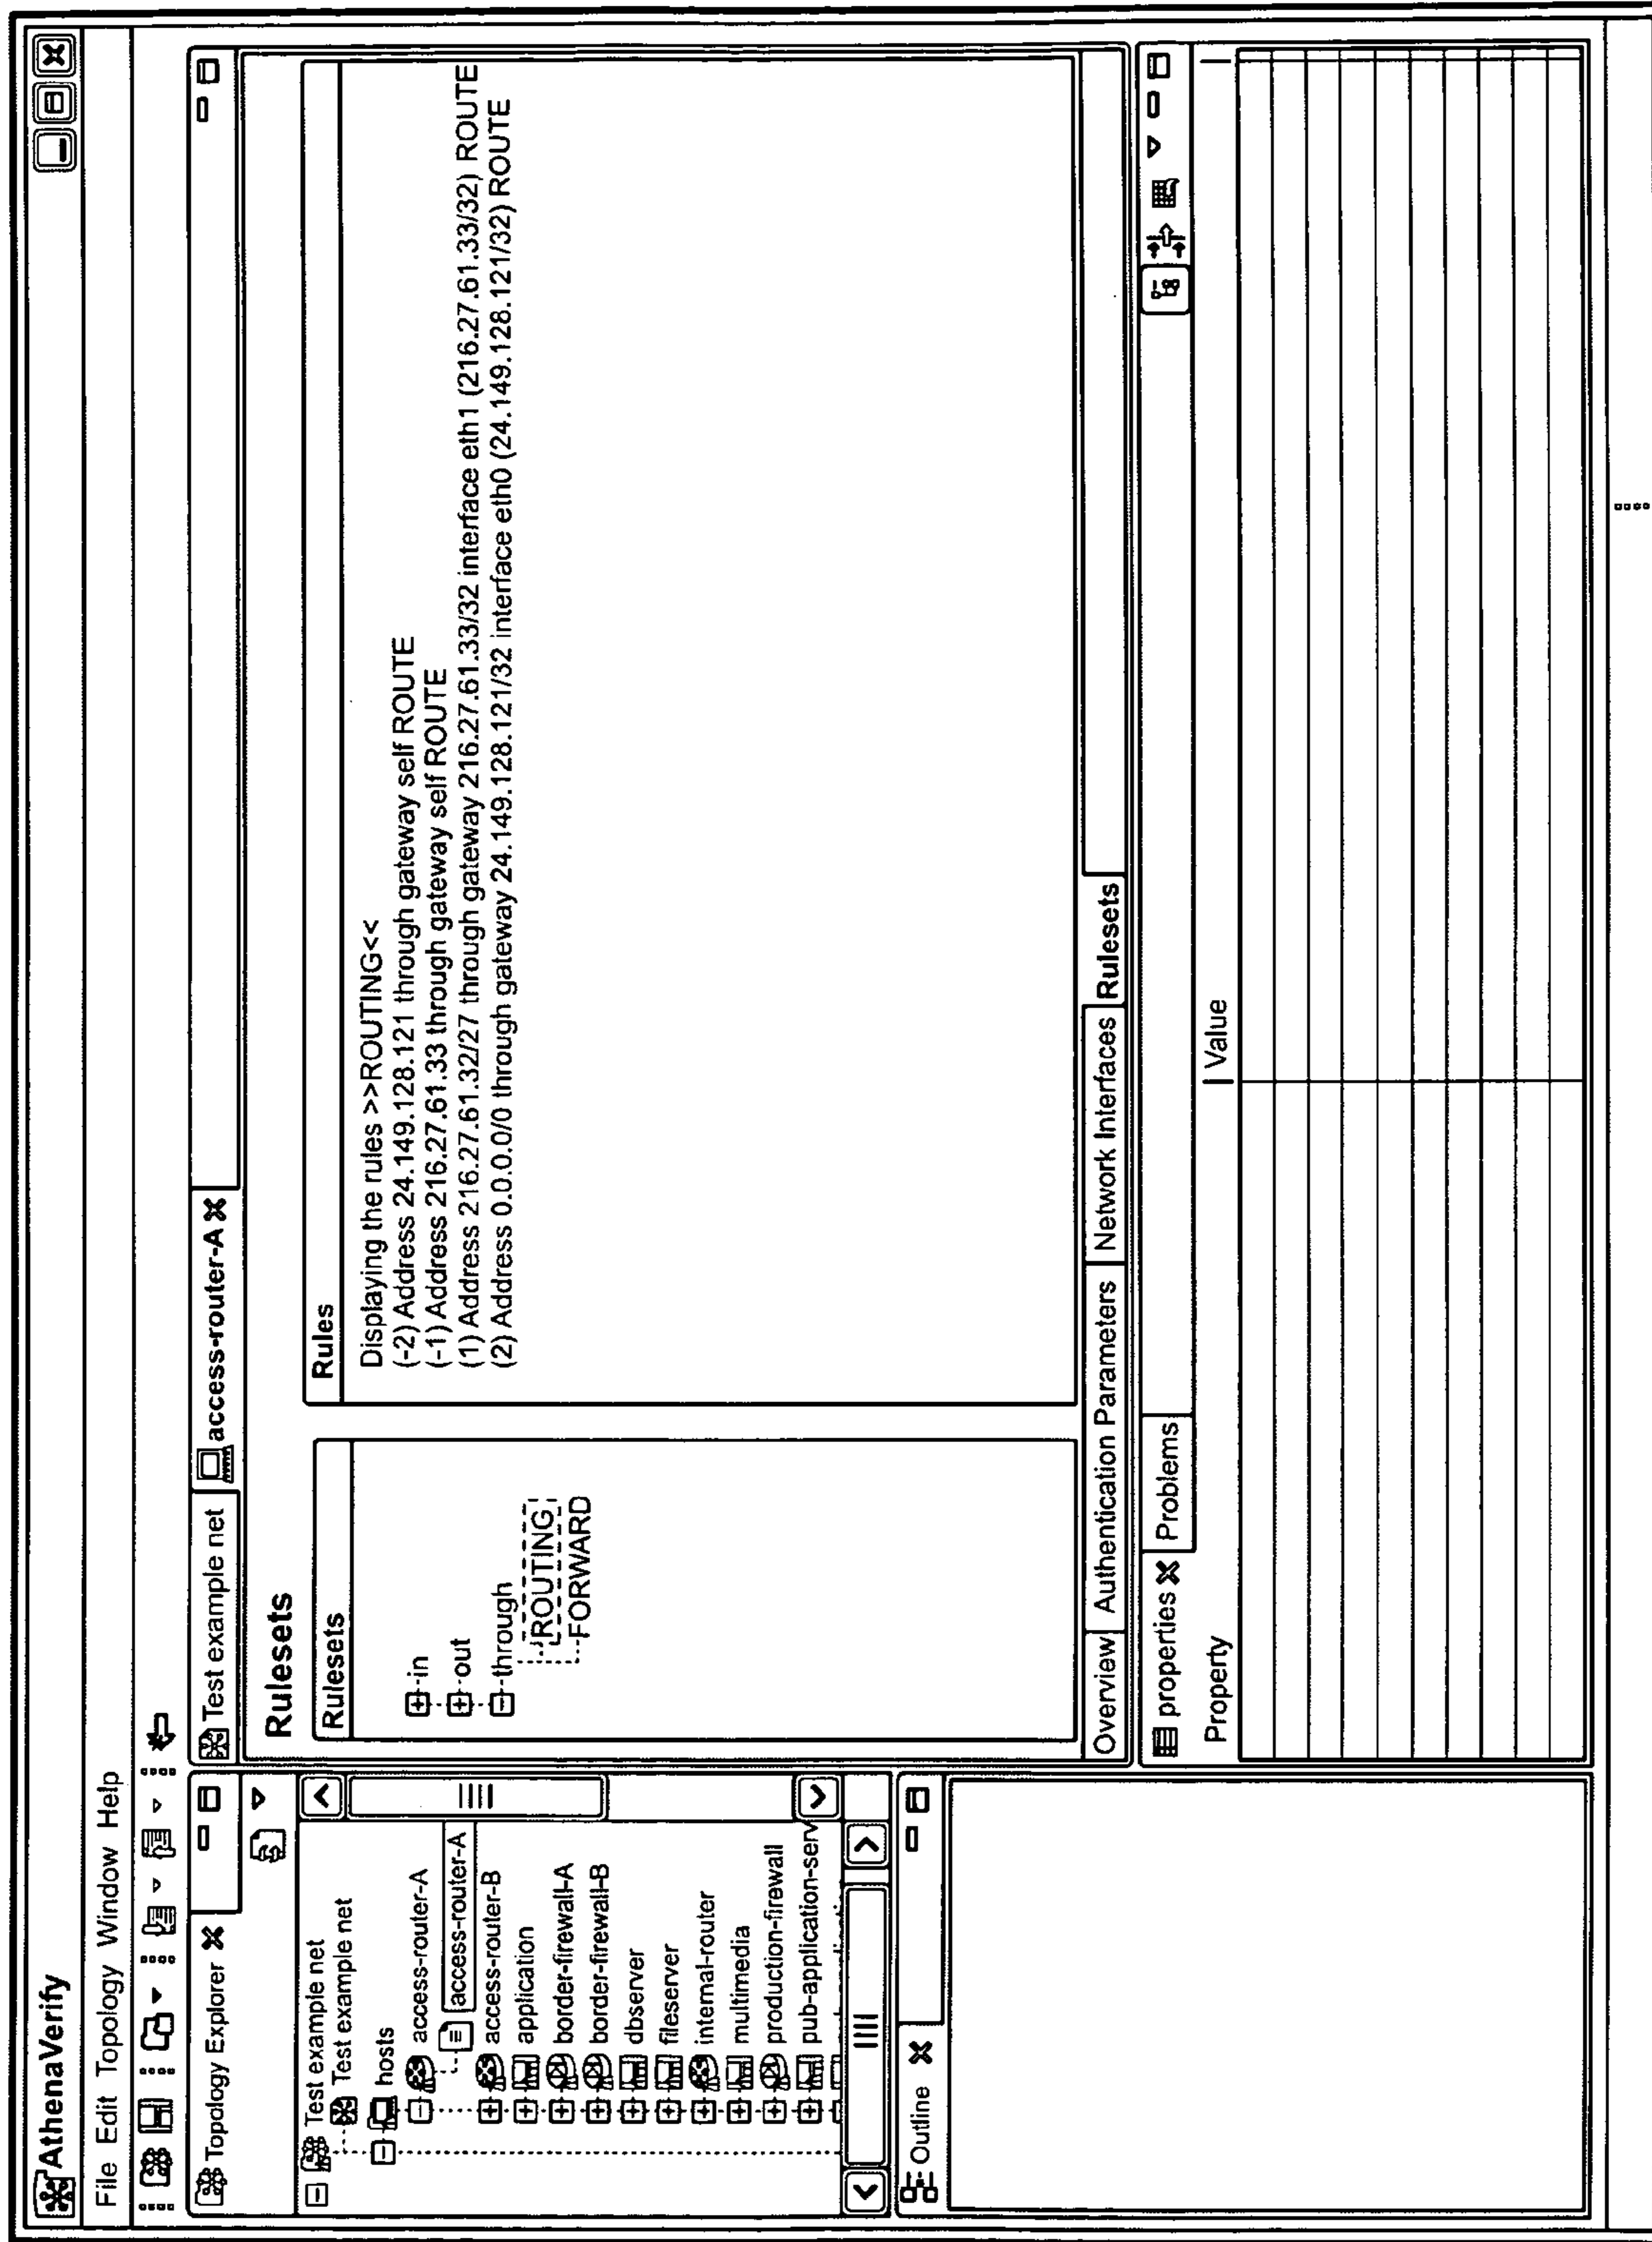 AthenaVerify
File Edit Topology Window Help
Topology Explorer
Test example net
Test example net
hosts
access-router-A
access-router-A
access-router-B
application
border-firewall-A
border-firewall-B
dbserver
fileserver
internal-router
multimedia
production-firewall
pub-application-serv
Outline
Test example net
access-router-A
Rulesets
Rulesets
in
out
through
ROUTING
FORWARD
Rules
Displaying the rules >>ROUTING<<
(-2) Address 24.149.128.121 through gateway self ROUTE
(-1) Address 216.27.61.33 through gateway self ROUTE
(1) Address 216.27.61.32/27 through gateway 216.27.61.33/32 interface eth1 (216.27.61.33/32) ROUTE
(2) Address 0.0.0.0/0 through gateway 24.149.128.121/32 interface eth0 (24.149.128.121/32) ROUTE
Overview Authentication Parameters Network Interfaces Rulesets
properties Problems
Property Value